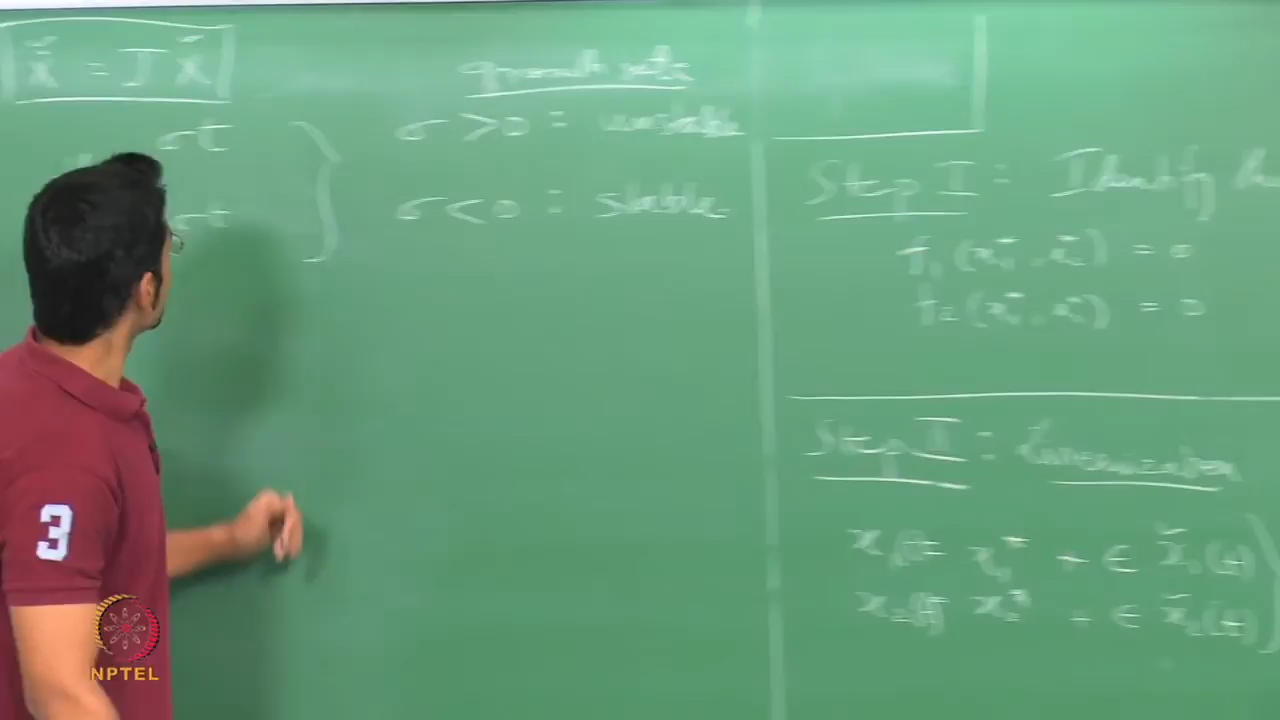 x̃ = J x̃
σt
σt
growth rate
σ > 0 : unstable
σ < 0 : stable
Step I : Identify
f₁ (x₁*, x₂*) = 0
f₂ (x₁*, x₂*) = 0
Step II : Linearization
x₁(t) = x₁* + ∈ x̃₁(t)
x₂(t) x₂* + ∈ x̃₂(t)
3
NPTEL